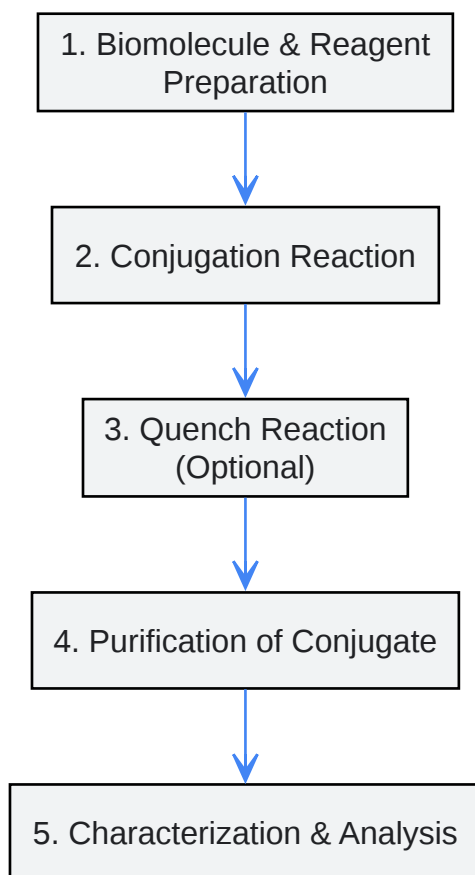 1. Biomolecule & Reagent
Preparation
2. Conjugation Reaction
3. Quench Reaction
(Optional)
4. Purification of Conjugate
5. Characterization & Analysis